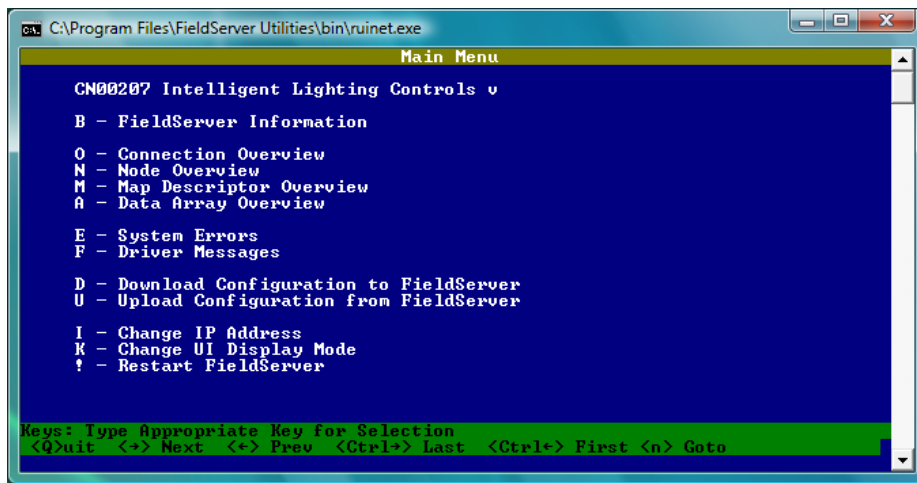 C:\Program Files\FieldServer Utilities\bin\ruinet.exe
Main Menu
CN00207 Intelligent Lighting Controls v
B - FieldServer Information
O - Connection Overview
N - Node Overview
M - Map Descriptor Overview
A - Data Array Overview
E - System Errors
F - Driver Messages
D - Download Configuration to FieldServer
U - Upload Configuration from FieldServer
I - Change IP Address
K - Change UI Display Mode
! - Restart FieldServer
Keys: Type Appropriate Key for Selection
<Q>uit <→> Next <←> Prev <Ctrl→> Last <Ctrl←> First <n> Goto